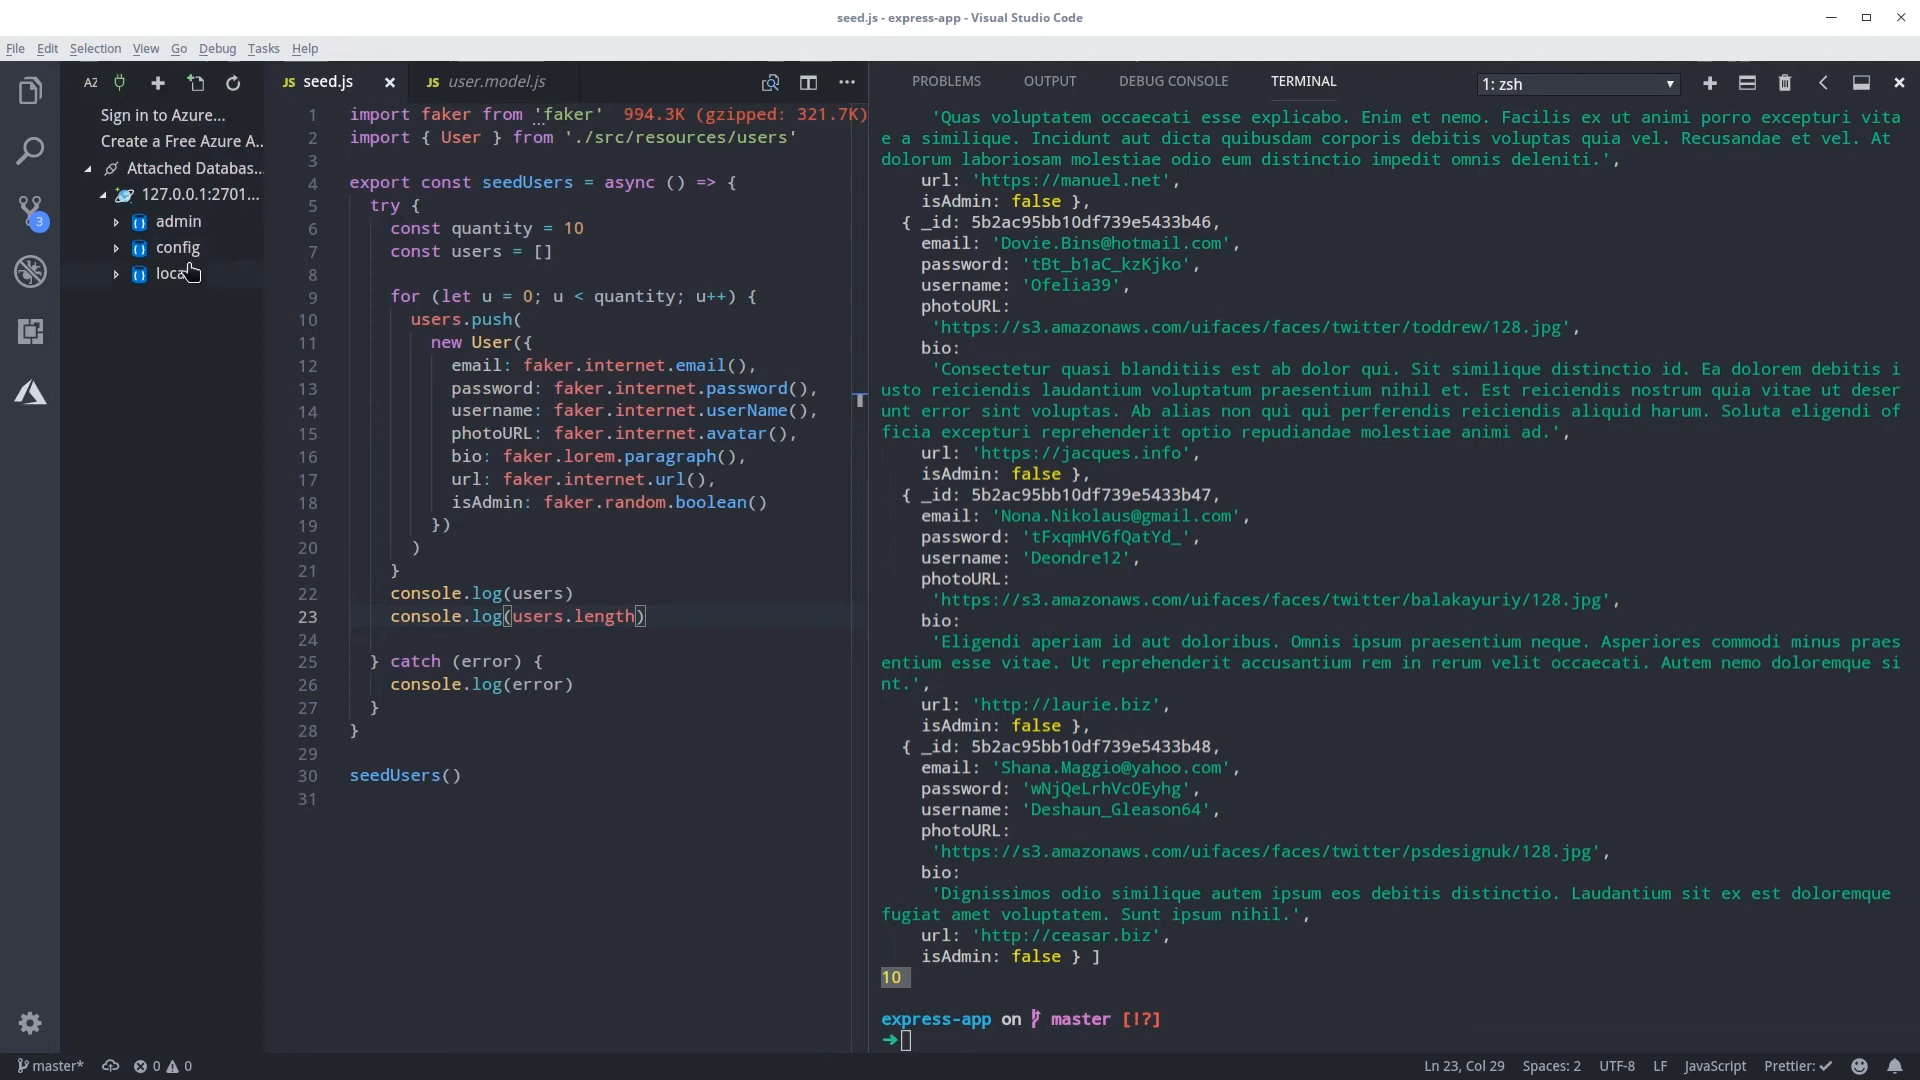 seed.js - express-app - Visual Studio Code
File Edit Selection View Go Debug Tasks Help
AZ
Sign in to Azure...
Create a Free Azure A...
Attached Databas...
127.0.0.1:2701...
admin
config
3
JS seed.js
JS user.model.js
1 import faker from 'faker' 994.3K (gzipped: 321.7K)
2 import { User } from './src/resources/users'
3
4 export const seedUsers = async () => {
5 try {
6 const quantity = 10
7 const users = []
8
9 for (let u = 0; u < quantity; u++) {
10 users.push(
11 new User({
12 email: faker.internet.email(),
13 password: faker.internet.password(),
14 username: faker.internet.userName(),
15 photoURL: faker.internet.avatar(),
16 bio: faker.lorem.paragraph(),
17 url: faker.internet.url(),
18 isAdmin: faker.random.boolean()
19 })
20 )
21 }
22 console.log(users)
23 console.log(users.length)
24
25 } catch (error) {
26 console.log(error)
27 }
28 }
29
30 seedUsers()
31
PROBLEMS OUTPUT DEBUG CONSOLE TERMINAL 1: zsh
'Quas voluptatem occaecati esse explicabo. Enim et nemo. Facilis ex ut animi porro excepturi vita
e a similique. Incidunt aut dicta quibusdam corporis debitis voluptas quia vel. Recusandae et vel. At
dolorum laboriosam molestiae odio eum distinctio impedit omnis deleniti.',
url: 'https://manuel.net',
isAdmin: false },
{ _id: 5b2ac95bb10df739e5433b46,
email: 'Dovie.Bins@hotmail.com',
password: 'tBt_b1aC_kzKjko',
username: 'Ofelia39',
photoURL:
'https://s3.amazonaws.com/uifaces/faces/twitter/toddrew/128.jpg',
bio:
'Consectetur quasi blanditiis est ab dolor qui. Sit similique distinctio id. Ea dolorem debitis i
usto reiciendis laudantium voluptatum praesentium nihil et. Est reiciendis nostrum quia vitae ut deser
unt error sint voluptas. Ab alias non qui qui perferendis reiciendis aliquid harum. Soluta eligendi of
ficia excepturi reprehenderit optio repudiandae molestiae animi ad.',
url: 'https://jacques.info',
isAdmin: false },
{ _id: 5b2ac95bb10df739e5433b47,
email: 'Nona.Nikolaus@gmail.com',
password: 'tFxqmHV6fQatYd_',
username: 'Deondre12',
photoURL:
'https://s3.amazonaws.com/uifaces/faces/twitter/balakayuriy/128.jpg',
bio:
'Eligendi aperiam id aut doloribus. Omnis ipsum praesentium neque. Asperiores commodi minus praes
entium esse vitae. Ut reprehenderit accusantium rem in rerum velit occaecati. Autem nemo doloremque si
nt.',
url: 'http://laurie.biz',
isAdmin: false },
{ _id: 5b2ac95bb10df739e5433b48,
email: 'Shana.Maggio@yahoo.com',
password: 'wNjQeLrhVc0Eyhg',
username: 'Deshaun_Gleason64',
photoURL:
'https://s3.amazonaws.com/uifaces/faces/twitter/psdesignuk/128.jpg',
bio:
'Dignissimos odio similique autem ipsum eos debitis distinctio. Laudantium sit ex est doloremque
fugiat amet voluptatem. Sunt ipsum nihil.',
url: 'http://ceasar.biz',
isAdmin: false } ]
10
express-app on master [!?]
➜
master* 0 0 Ln 23, Col 29 Spaces: 2 UTF-8 LF JavaScript Prettier: ✓